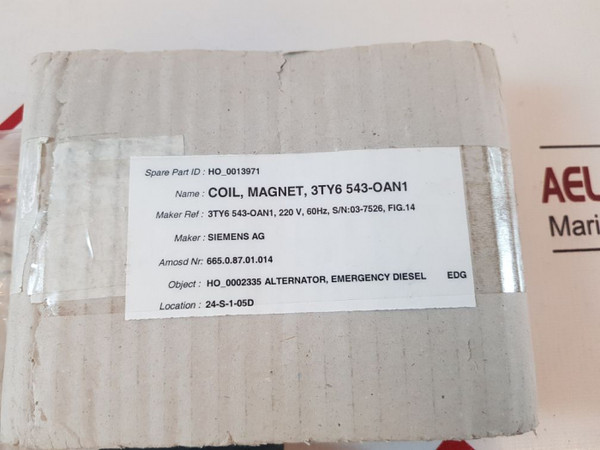 Spare Part ID : HO_0013971
Name : COIL, MAGNET, 3TY6 543-OAN1
Maker Ref : 3TY6 543-OAN1, 220 V, 60Hz, S/N:03-7526, FIG.14
Maker : SIEMENS AG
Amosd Nr: 665.0.87.01.014
Object : HO_0002335 ALTERNATOR, EMERGENCY DIESEL EDG
Location : 24-S-1-05D
AEL
Mari